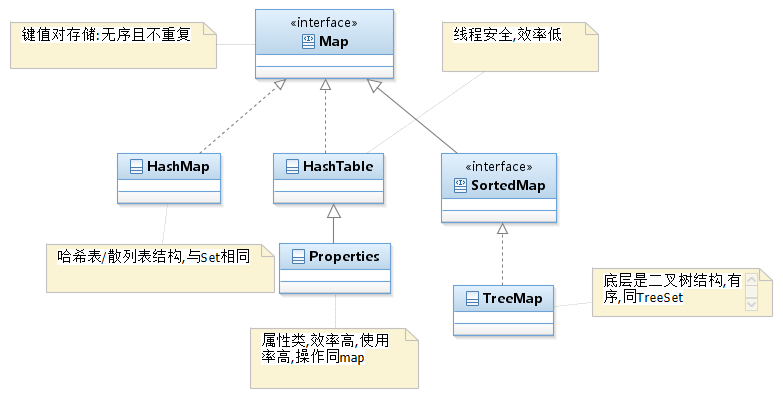 «interface»
Map
键值对存储:无序且不重复
线程安全,效率低
HashMap
HashTable
«interface»
SortedMap
哈希表/散列表结构,与Set相同
Properties
TreeMap
底层是二叉树结构,有
序,同TreeSet
属性类,效率高,使用
率高,操作同map